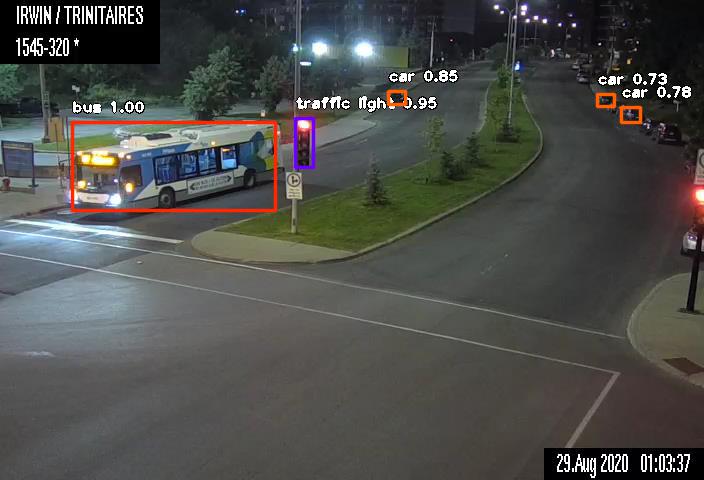 IRWIN / TRINITAIRES
1545-320 *
car 0.85
car 0.73
car 0.78
bus 1.00
traffic light 0.95
29.Aug 2020 01:03:37